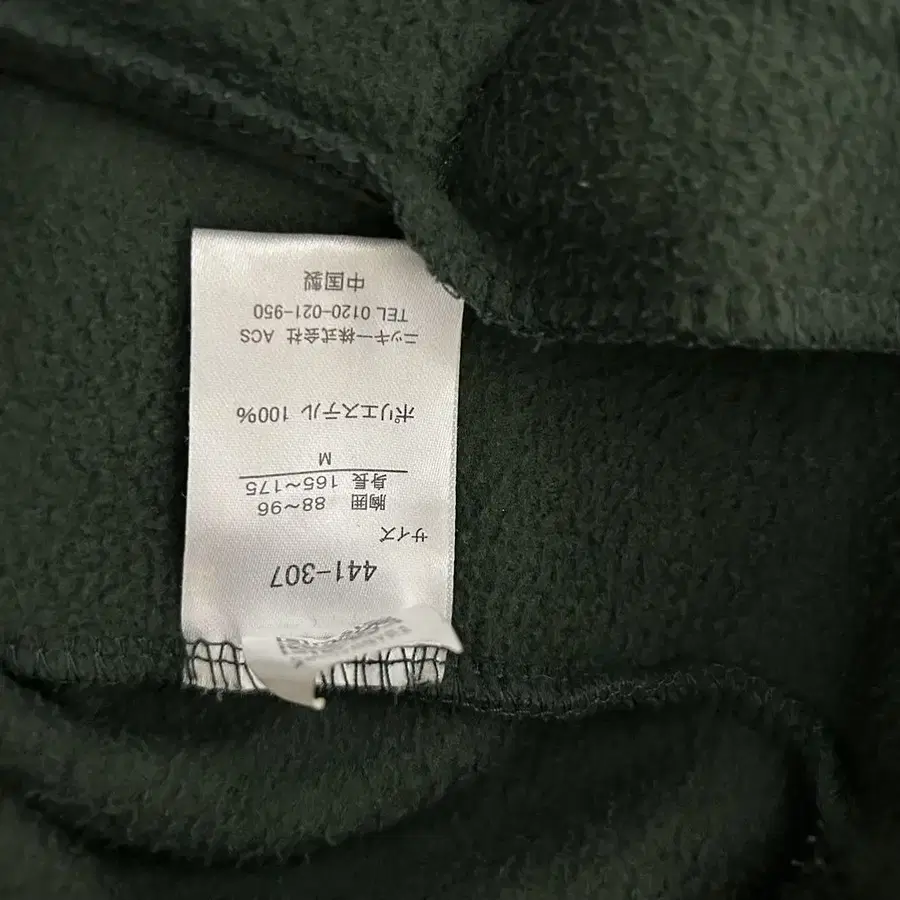 441-307
サイズ
胸囲 88~96
身長 165~175
M
ポリエステル 100%
ニッキー株式会社 ACS
TEL 0120-021-950
中国製